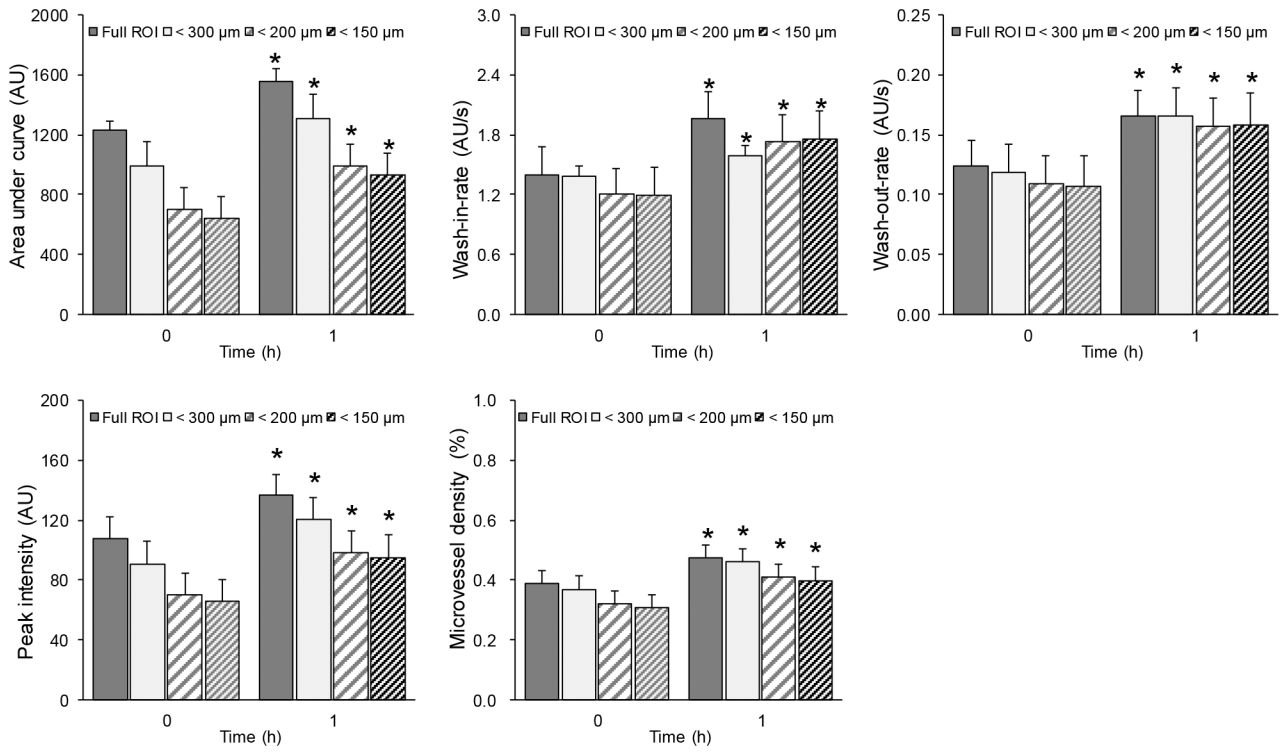 Area under curve (AU)
2000
1600
1200
800
400
0
Full ROI < 300 µm < 200 µm < 150 µm
* * * *
0 1
Time (h)
Wash-in-rate (AU/s)
3.0
2.4
1.8
1.2
0.6
0.0
Full ROI < 300 µm < 200 µm < 150 µm
* * * *
0 1
Time (h)
Wash-out-rate (AU/s)
0.25
0.20
0.15
0.10
0.05
0.00
Full ROI < 300 µm < 200 µm < 150 µm
* * * *
0 1
Time (h)
Peak intensity (AU)
200
160
120
80
40
0
Full ROI < 300 µm < 200 µm < 150 µm
* * * *
0 1
Time (h)
Microvessel density (%)
1.0
0.8
0.6
0.4
0.2
0.0
Full ROI < 300 µm < 200 µm < 150 µm
* * * *
0 1
Time (h)